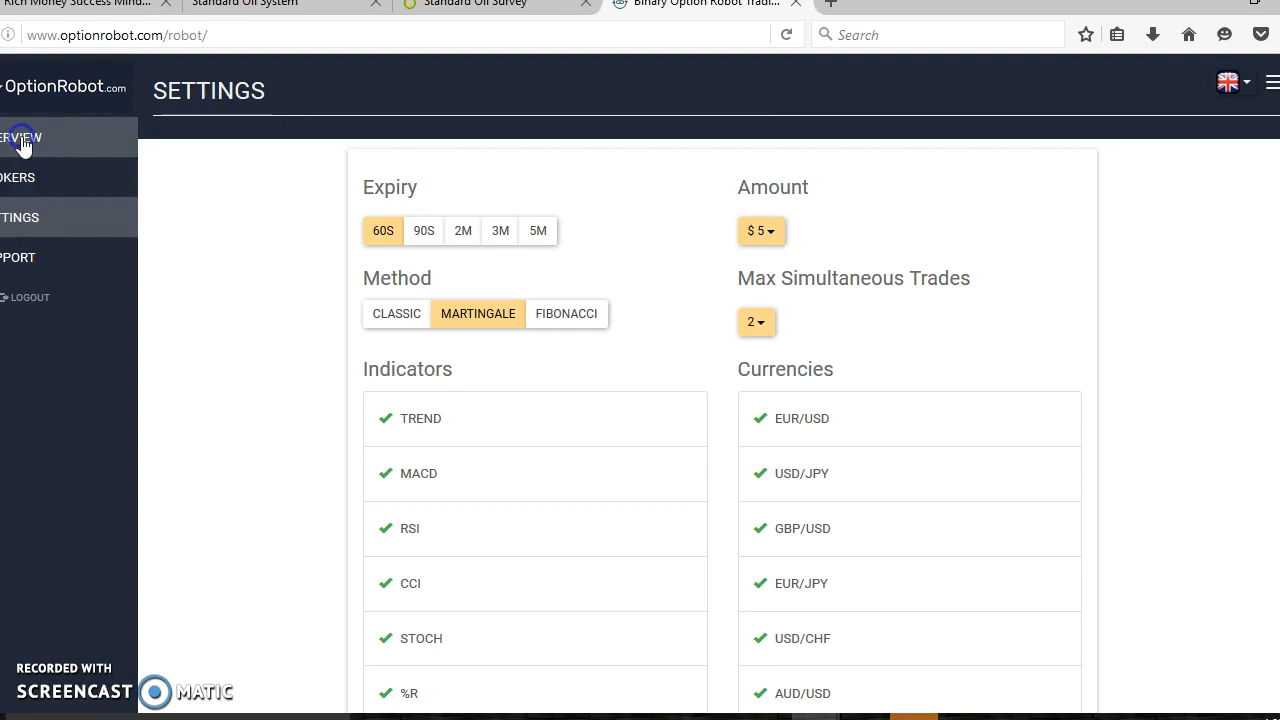 Rich Money Success Mind...
Standard Oil System
Standard Oil Survey
Binary Option Robot Tradi...
www.optionrobot.com/robot/
Search
OptionRobot.com
SETTINGS
ERVIEW
OKERS
TTINGS
PPORT
LOGOUT
Expiry
60S 90S 2M 3M 5M
Amount
$ 5
Method
CLASSIC MARTINGALE FIBONACCI
Max Simultaneous Trades
2
Indicators
TREND
MACD
RSI
CCI
STOCH
%R
Currencies
EUR/USD
USD/JPY
GBP/USD
EUR/JPY
USD/CHF
AUD/USD
RECORDED WITH
SCREENCAST MATIC